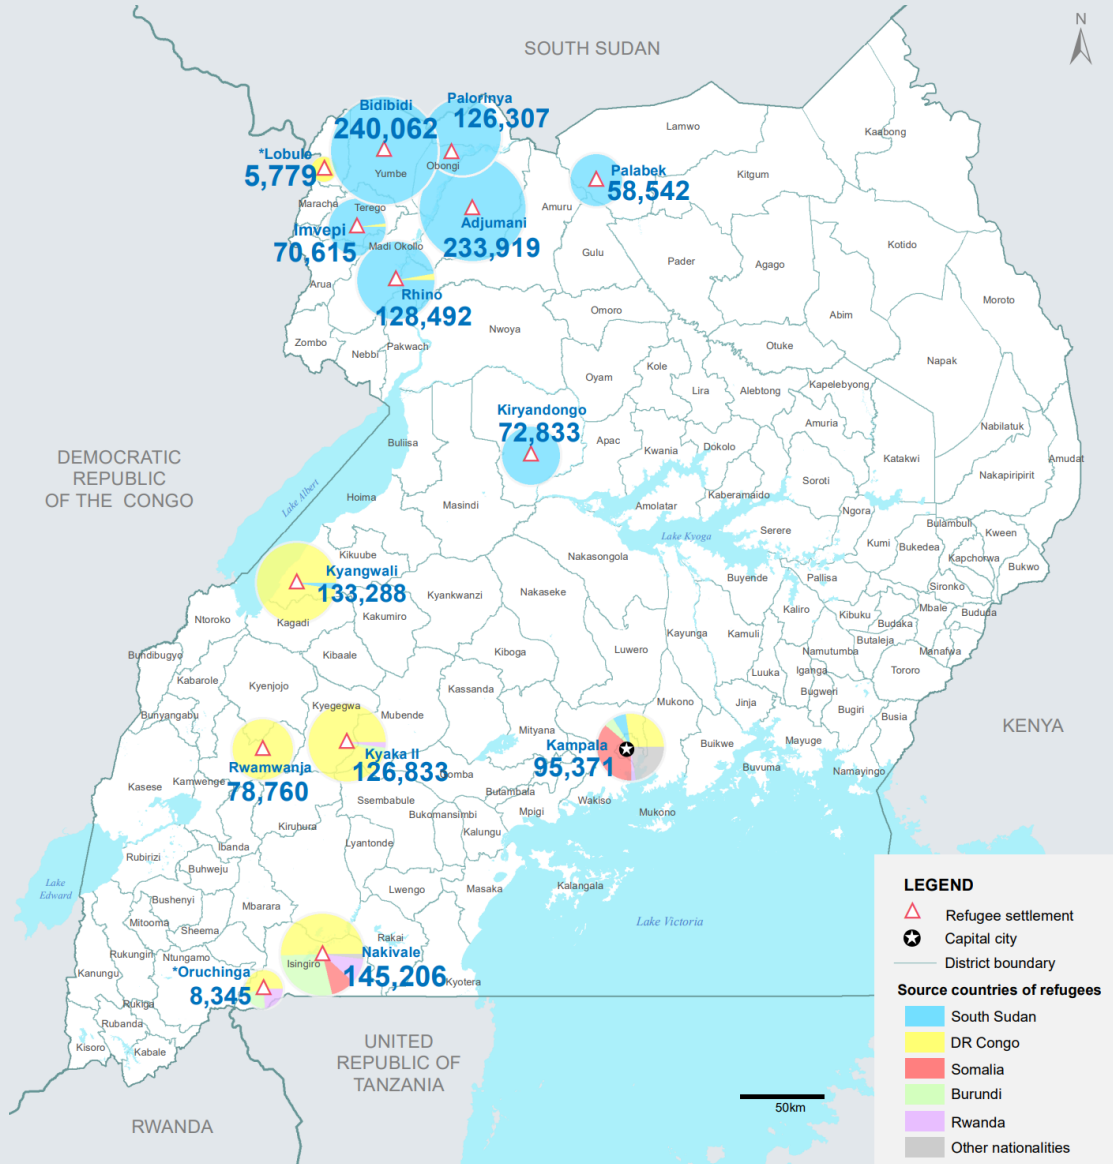 N
SOUTH SUDAN
Palorinya
126,307
Bidibidi
240,062
Lamwo
Kaabong
*Lobule
5,779
Obongi
Yumbe
Palabek
58,542
Kitgum
Maracha
Terego
Amuru
Adjumani
233,919
Imvepi
70,615
Madi Okollo
Gulu
Pader
Agago
Kotido
Arua
Rhino
128,492
Omoro
Abim
Moroto
Zombo
Nebbi
Pakwach
Nwoya
Otuke
Napak
Oyam
Kole
Lira
Alebtong
Kapelebyong
Kiryandongo
72,833
Amuria
Nabilatuk
Buliisa
Apac
Kwania
Dokolo
Katakwi
Amudat
Nakapiripirit
DEMOCRATIC
REPUBLIC
OF THE CONGO
Lake Albert
Hoima
Masindi
Amolatar
Kaberamaido
Soroti
Ngora
Lake Kyoga
Serere
Bulambuli
Kween
Kumi
Bukedea
Kapchorwa
Bukwo
Kikuube
Nakasongola
Kyangwali
133,288
Buyende
Pallisa
Sironko
Kyankwanzi
Nakaseke
Kaliro
Kibuku
Mbale
Bududa
Budaka
Ntoroko
Kagadi
Kakumiro
Kayunga
Kamuli
Butaleja
Namutumba
Manafwa
Bundibugyo
Kibaale
Kiboga
Luwero
Luuka
Iganga
Tororo
Kabarole
Kyenjojo
Kassanda
Bugweri
Mukono
Jinja
Bugiri
Busia
Bunyangabu
Kyegegwa
Mubende
Mityana
KENYA
Kampala
95,371
Buikwe
Mayuge
Kyaka II
126,833
Gomba
Rwamwanja
78,760
Buvuma
Namayingo
Kasese
Kamwenge
Butambala
Ssembabule
Wakiso
Bukomansimbi
Mpigi
Mukono
Kiruhura
Kalungu
Lyantonde
Ibanda
Rubirizi
Buhweju
Lake
Edward
Lwengo
Masaka
Kalangala
Bushenyi
Mbarara
Lake Victoria
Mitooma
Sheema
Rakai
Rukungiri
Ntungamo
Isingiro
Nakivale
145,206
Kyotera
Kanungu
*Oruchinga
8,345
Rukiga
Rubanda
Kisoro
Kabale
UNITED
REPUBLIC OF
TANZANIA
RWANDA
50km
LEGEND
Refugee settlement
Capital city
District boundary
Source countries of refugees
South Sudan
DR Congo
Somalia
Burundi
Rwanda
Other nationalities